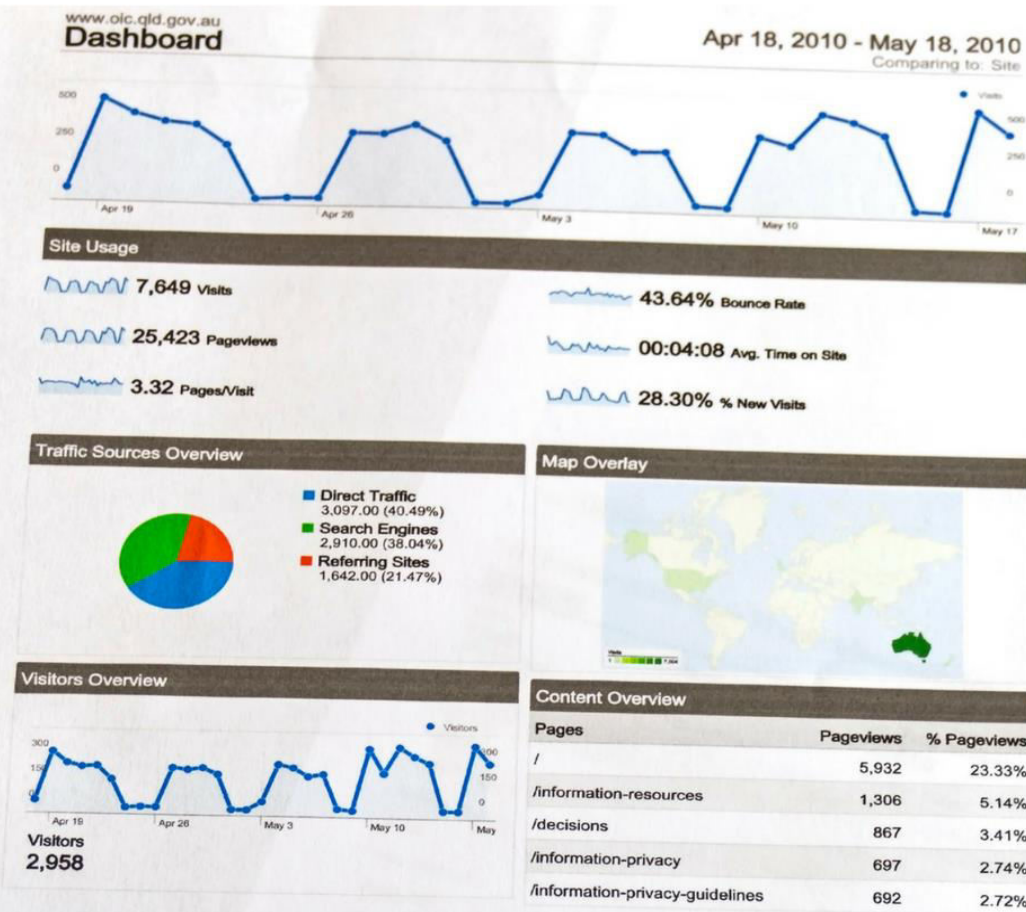 www.oic.qld.gov.au
Dashboard
Apr 18, 2010 - May 18, 2010
Comparing to: Site
Visits
500
250
0
500
250
0
Apr 19
Apr 26
May 3
May 10
May 17
Site Usage
7,649 Visits
43.64% Bounce Rate
25,423 Pageviews
00:04:08 Avg. Time on Site
3.32 Pages/Visit
28.30% % New Visits
Traffic Sources Overview
Direct Traffic
3,097.00 (40.49%)
Search Engines
2,910.00 (38.04%)
Referring Sites
1,642.00 (21.47%)
Map Overlay
Visits
1
Visitors Overview
Visitors
300
150
0
300
150
0
Apr 19
Apr 26
May 3
May 10
May
Visitors
2,958
Content Overview
Pages Pageviews % Pageviews
/ 5,932 23.33%
/information-resources 1,306 5.14%
/decisions 867 3.41%
/information-privacy 697 2.74%
/information-privacy-guidelines 692 2.72%